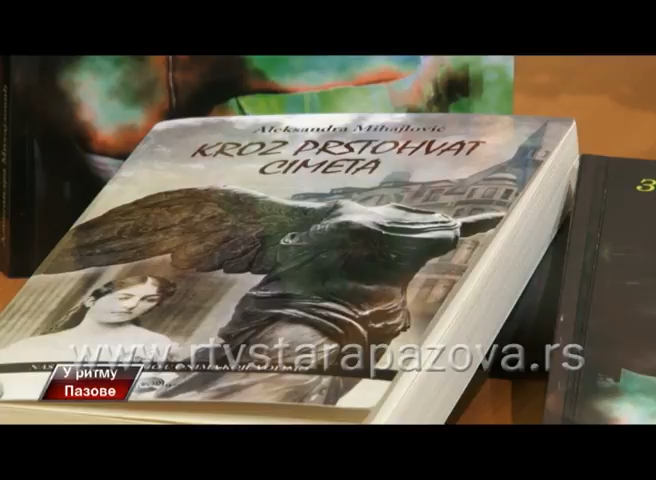 Aleksandra Mihajlović
KROZ PRSTOHVAT
CIMETA
www.rtvstarapazova.rs
У ритму
Пазове